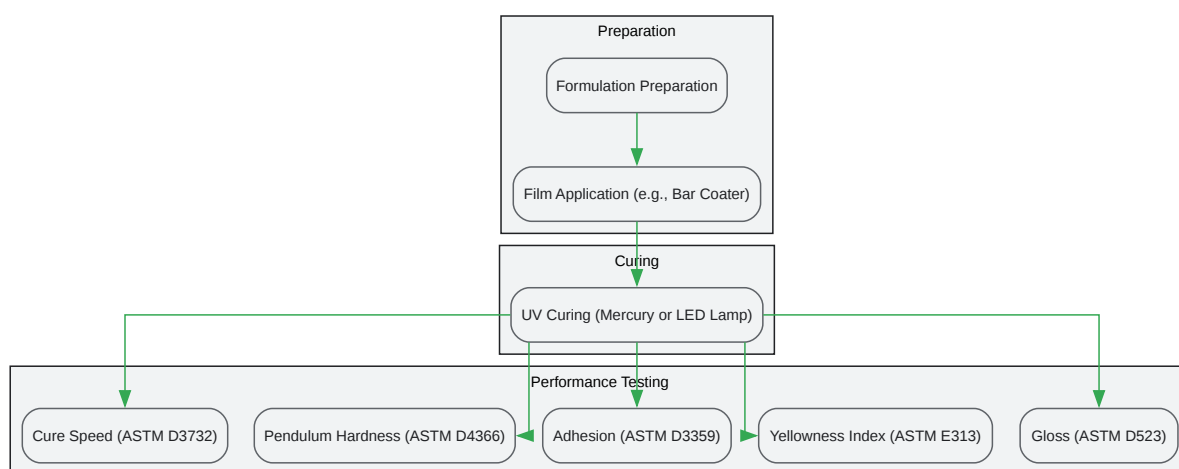 Preparation
Formulation Preparation
Film Application (e.g., Bar Coater)
Curing
UV Curing (Mercury or LED Lamp)
Performance Testing
Cure Speed (ASTM D3732)
Pendulum Hardness (ASTM D4366)
Adhesion (ASTM D3359)
Yellowness Index (ASTM E313)
Gloss (ASTM D523)